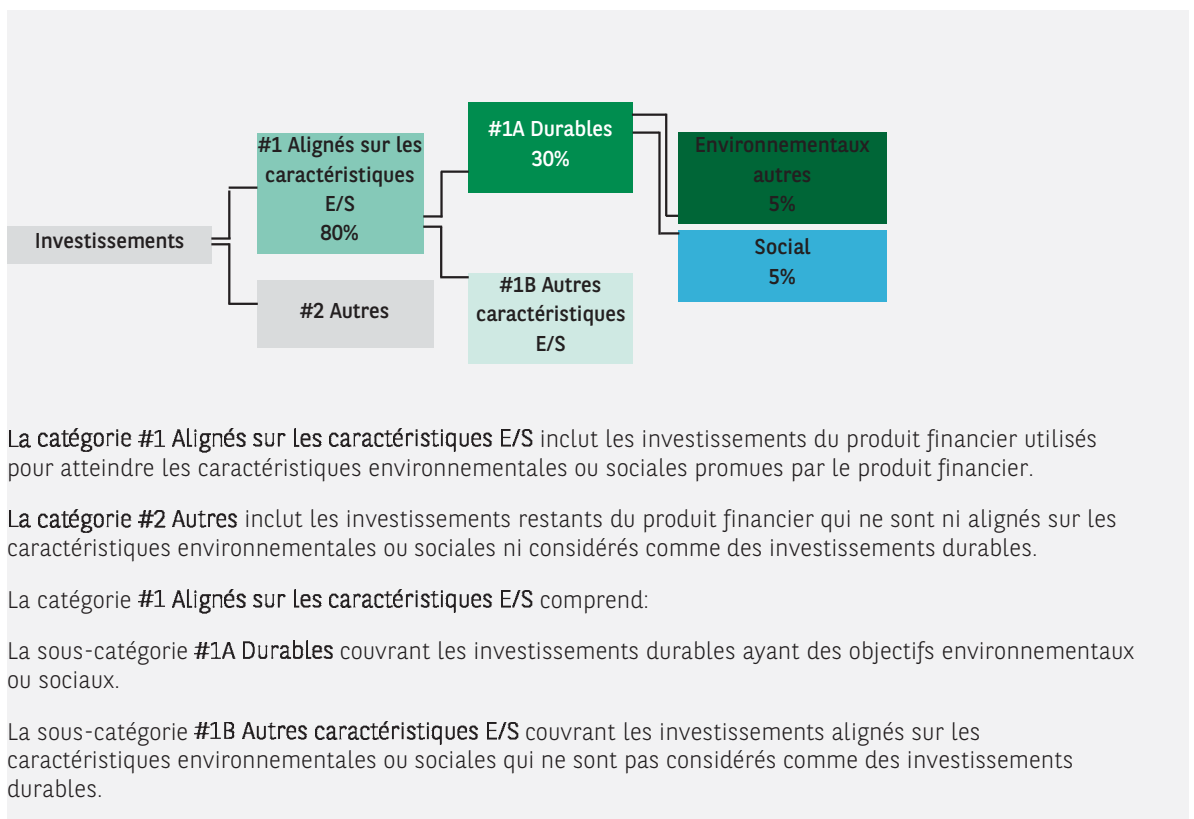 #1 Alignés sur les
caractéristiques
E/S
80%
#1A Durables
30%
Environnementaux
autres
5%
Investissements
Social
5%
#2 Autres
#1B Autres
caractéristiques
E/S
La catégorie #1 Alignés sur les caractéristiques E/S inclut les investissements du produit financier utilisés
pour atteindre les caractéristiques environnementales ou sociales promues par le produit financier.
La catégorie #2 Autres inclut les investissements restants du produit financier qui ne sont ni alignés sur les
caractéristiques environnementales ou sociales ni considérés comme des investissements durables.
La catégorie #1 Alignés sur les caractéristiques E/S comprend:
La sous-catégorie #1A Durables couvrant les investissements durables ayant des objectifs environnementaux
ou sociaux.
La sous-catégorie #1B Autres caractéristiques E/S couvrant les investissements alignés sur les
caractéristiques environnementales ou sociales qui ne sont pas considérés comme des investissements
durables.